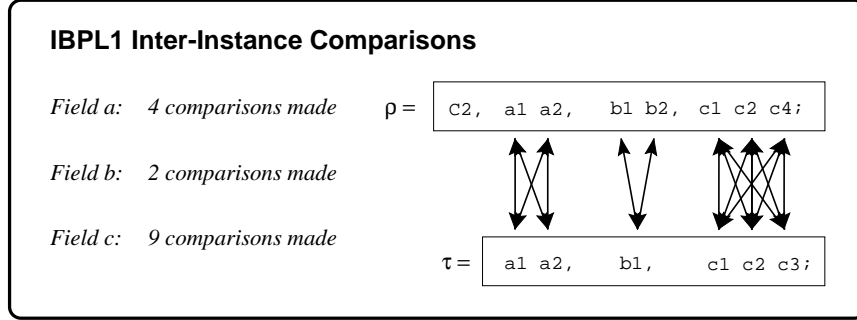 IBPL1 Inter-Instance Comparisons
Field a: 4 comparisons made
ρ = C2, a1 a2, b1 b2, c1 c2 c4;
Field b: 2 comparisons made
Field c: 9 comparisons made
τ = a1 a2, b1, c1 c2 c3;